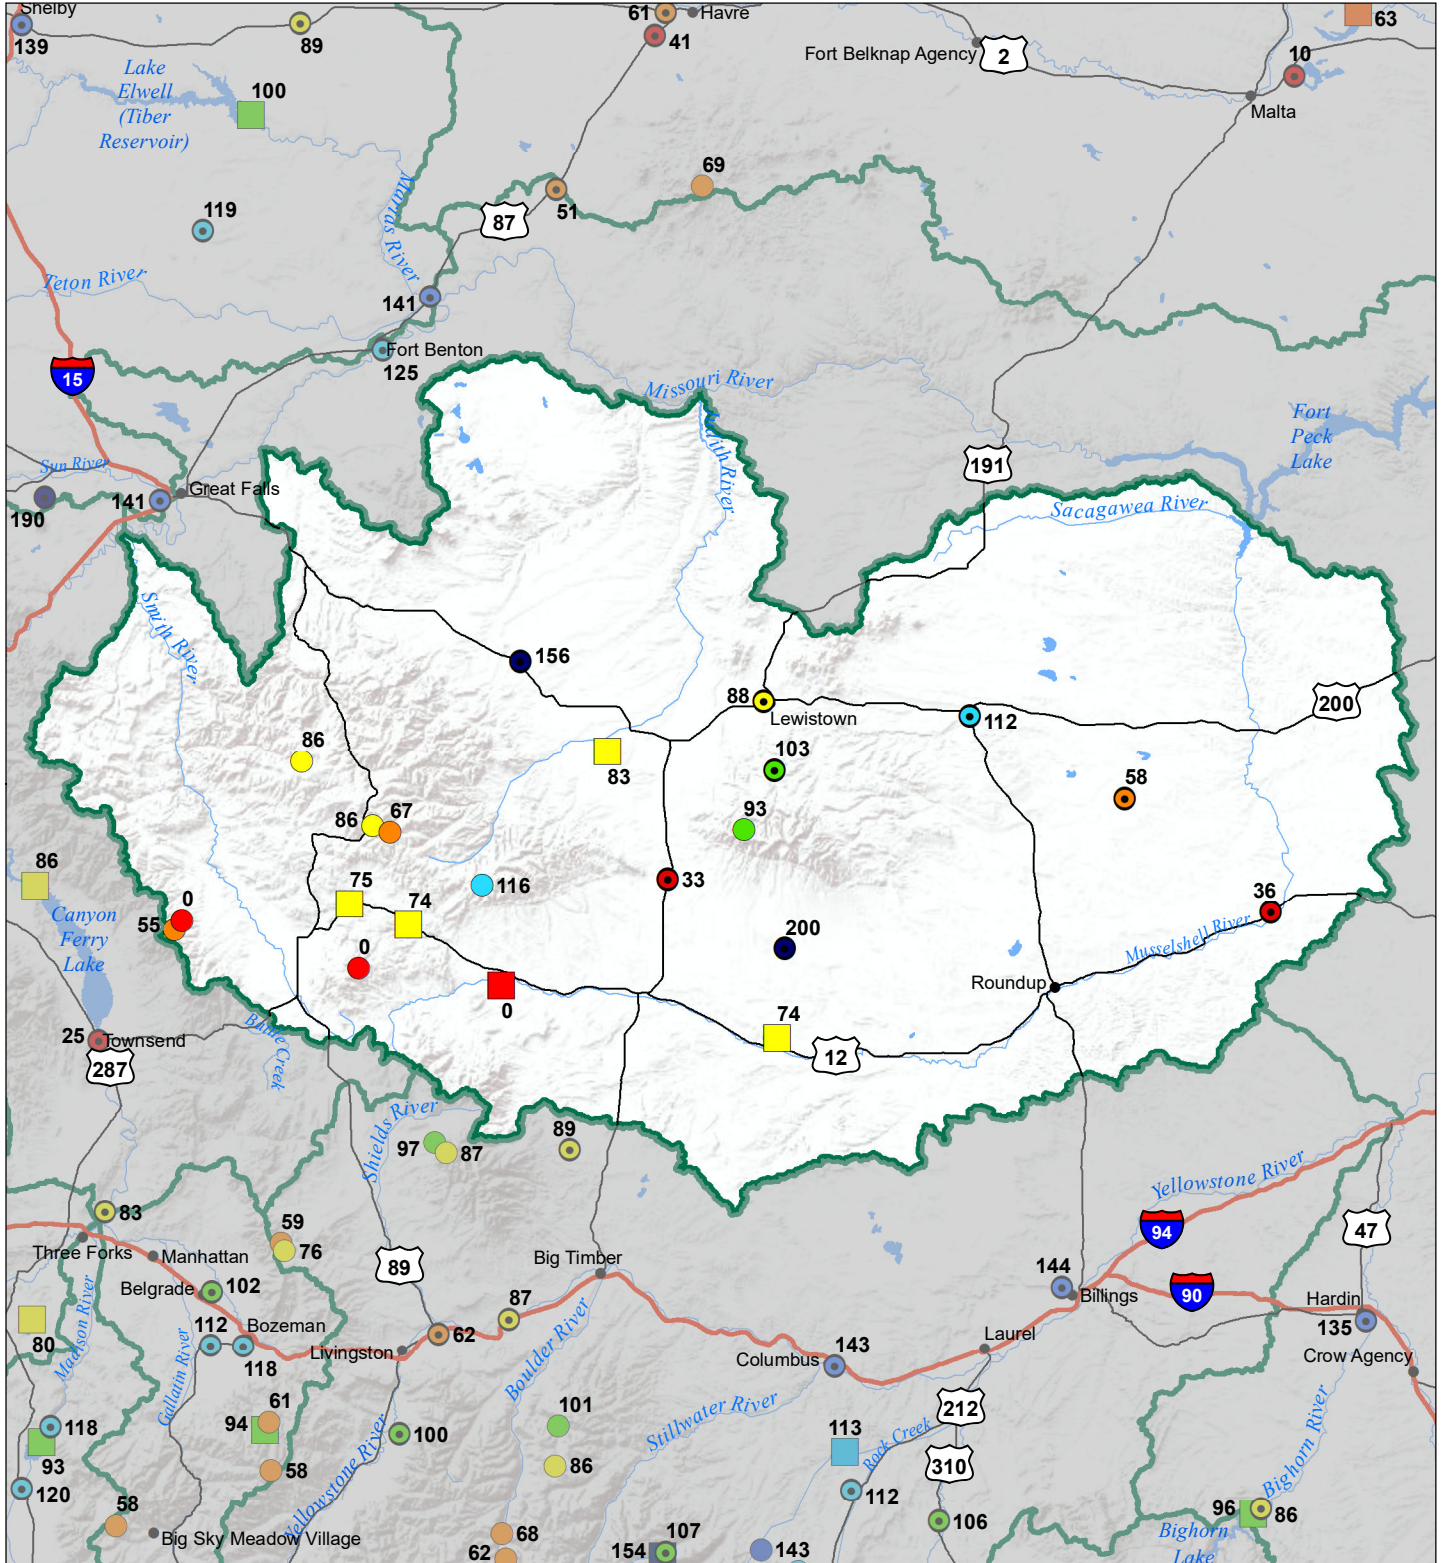 Shelby
139
89
61
Havre
41
Fort Belknap Agency
2
63
10
Malta
Lake
Elwell
(Tiber
Reservoir)
100
Marias River
69
51
87
119
Teton River
141
15
Fort Benton
125
Missouri River
Judith River
Fort
Peck
Lake
191
Sun River
Great Falls
141
190
Sacagawea River
Smith River
156
88
Lewistown
112
200
86
83
103
58
86
67
93
86
75
74
116
33
36
Canyon
Ferry
Lake
0
55
0
200
Musselshell River
0
Roundup
74
12
25
Townsend
287
Battle Creek
Shields River
97
87
89
83
Three Forks
Manhattan
59
76
Belgrade
102
89
Big Timber
Yellowstone River
94
47
144
Billings
90
Hardin
135
Crow Agency
80
Madison River
112
Bozeman
118
Gallatin River
Livingston
62
87
Boulder River
Columbus
143
Laurel
212
310
118
93
120
94
61
58
100
Yellowstone River
101
86
Stillwater River
113
Rock Creek
112
106
Bighorn River
96
86
Bighorn
Lake
58
Big Sky Meadow Village
68
62
154
107
143